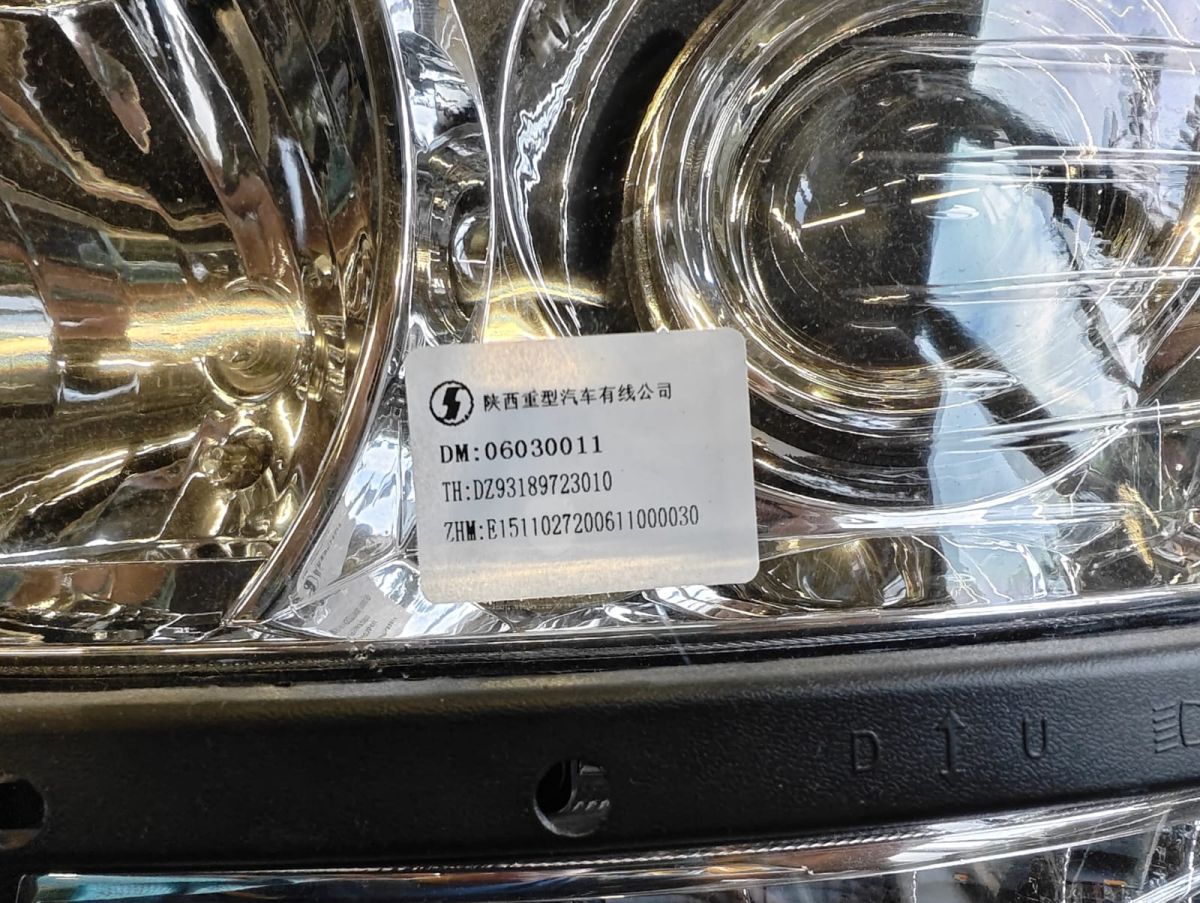 陕西重型汽车有线公司
DM:06030011
TH:DZ93189723010
ZHM:E1511027200611000030
D ↑ U